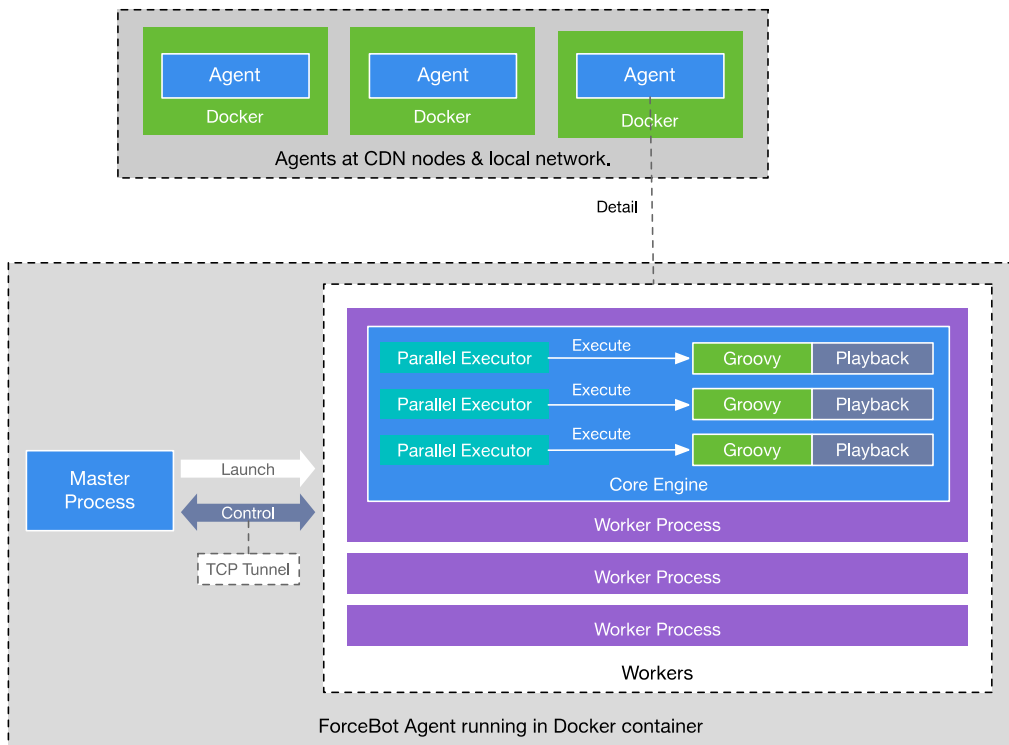 Agent
Agent
Agent
Docker
Docker
Docker
Agents at CDN nodes & local network.
Detail
Parallel Executor
Execute
Groovy
Playback
Parallel Executor
Execute
Groovy
Playback
Parallel Executor
Execute
Groovy
Playback
Core Engine
Worker Process
Master
Process
Launch
Control
TCP Tunnel
Worker Process
Worker Process
Workers
ForceBot Agent running in Docker container